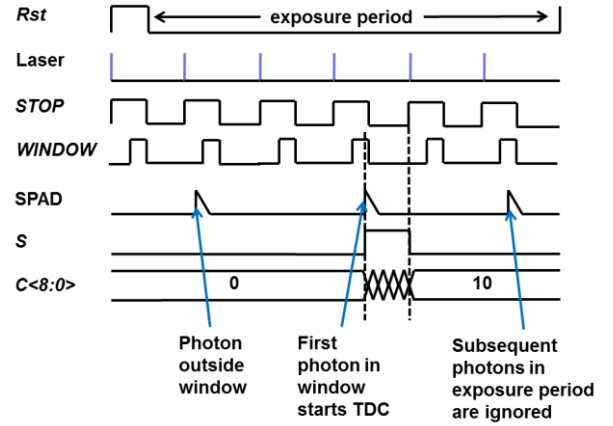 Rst
exposure period
Laser
STOP
WINDOW
SPAD
S
C<8:0>
0
10
Photon
outside
window
First
photon in
window
starts TDC
Subsequent
photons in
exposure period
are ignored